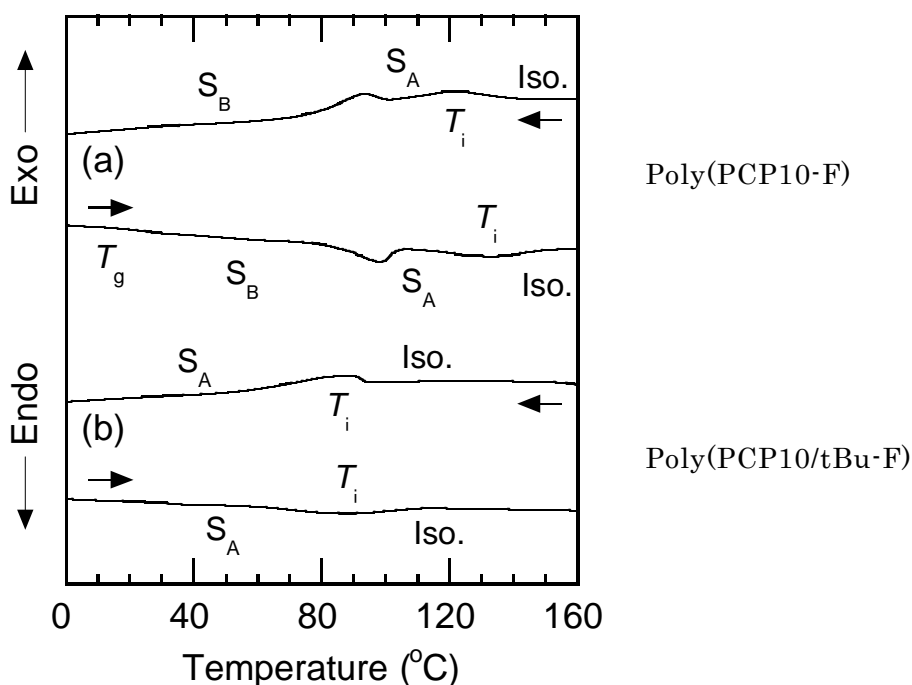 Exo
Endo
S_A
Iso.
S_B
T_i
(a)
Poly(PCP10-F)
T_i
T_g
S_B
S_A
Iso.
S_A
Iso.
T_i
(b)
Poly(PCP10/tBu-F)
T_i
S_A
Iso.
0 40 80 120 160
Temperature (°C)